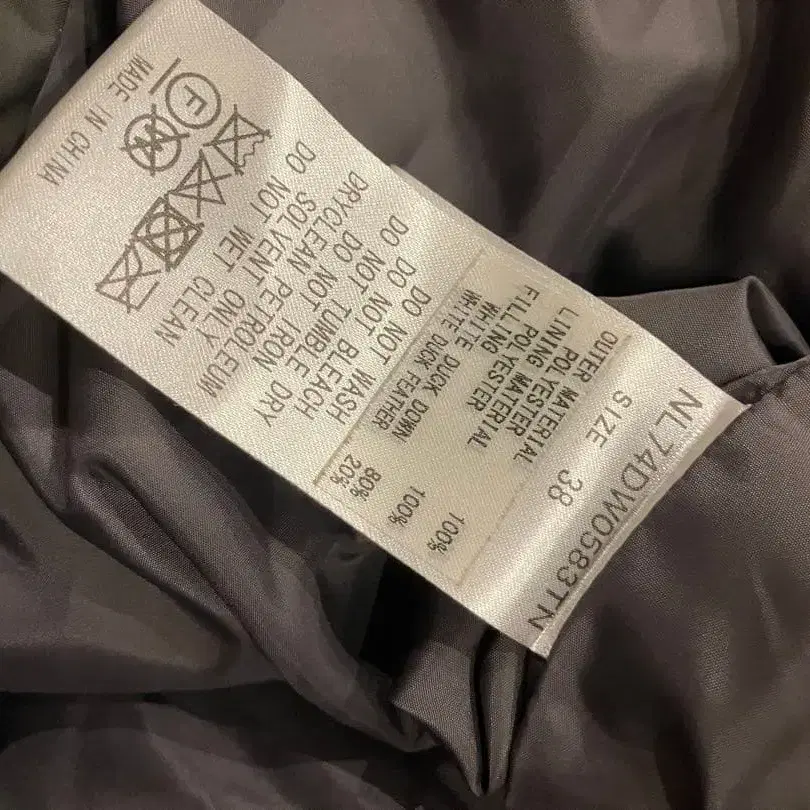 NL74DW0583TN
SIZE 38
OUTER MATERIAL
POLYESTER 100%
LINING MATERIAL
POLYESTER 100%
FILLING MATERIAL
WHITE DUCK DOWN 80%
WHITE DUCK FEATHER 20%
DO NOT WASH
DO NOT BLEACH
DO NOT TUMBLE DRY
DO NOT IRON
DRYCLEAN PETROLEUM
SOLVENT ONLY
DO NOT WET CLEAN
F
W
MADE IN CHINA